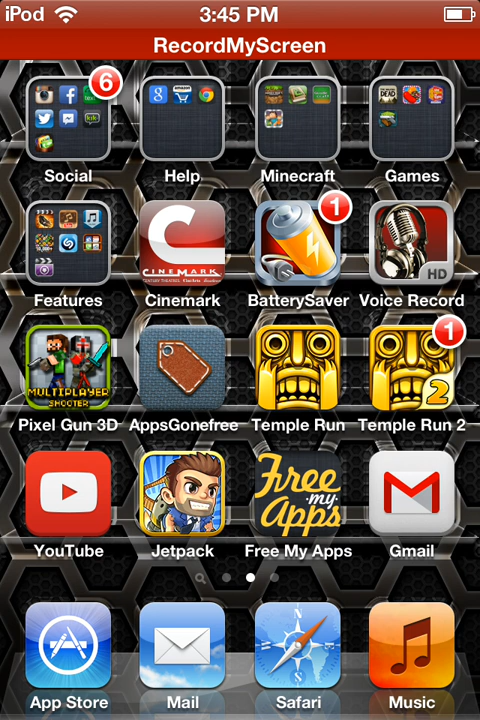 iPod 3:45 PM
RecordMyScreen
6
Social Help Minecraft Games
CINEMARK
1
HD
Features Cinemark BatterySaver Voice Record
MULTIPLAYER
SHOOTER
2
1
Pixel Gun 3D AppsGonefree Temple Run Temple Run 2
Free
my
Apps
YouTube Jetpack Free My Apps Gmail
App Store Mail Safari Music